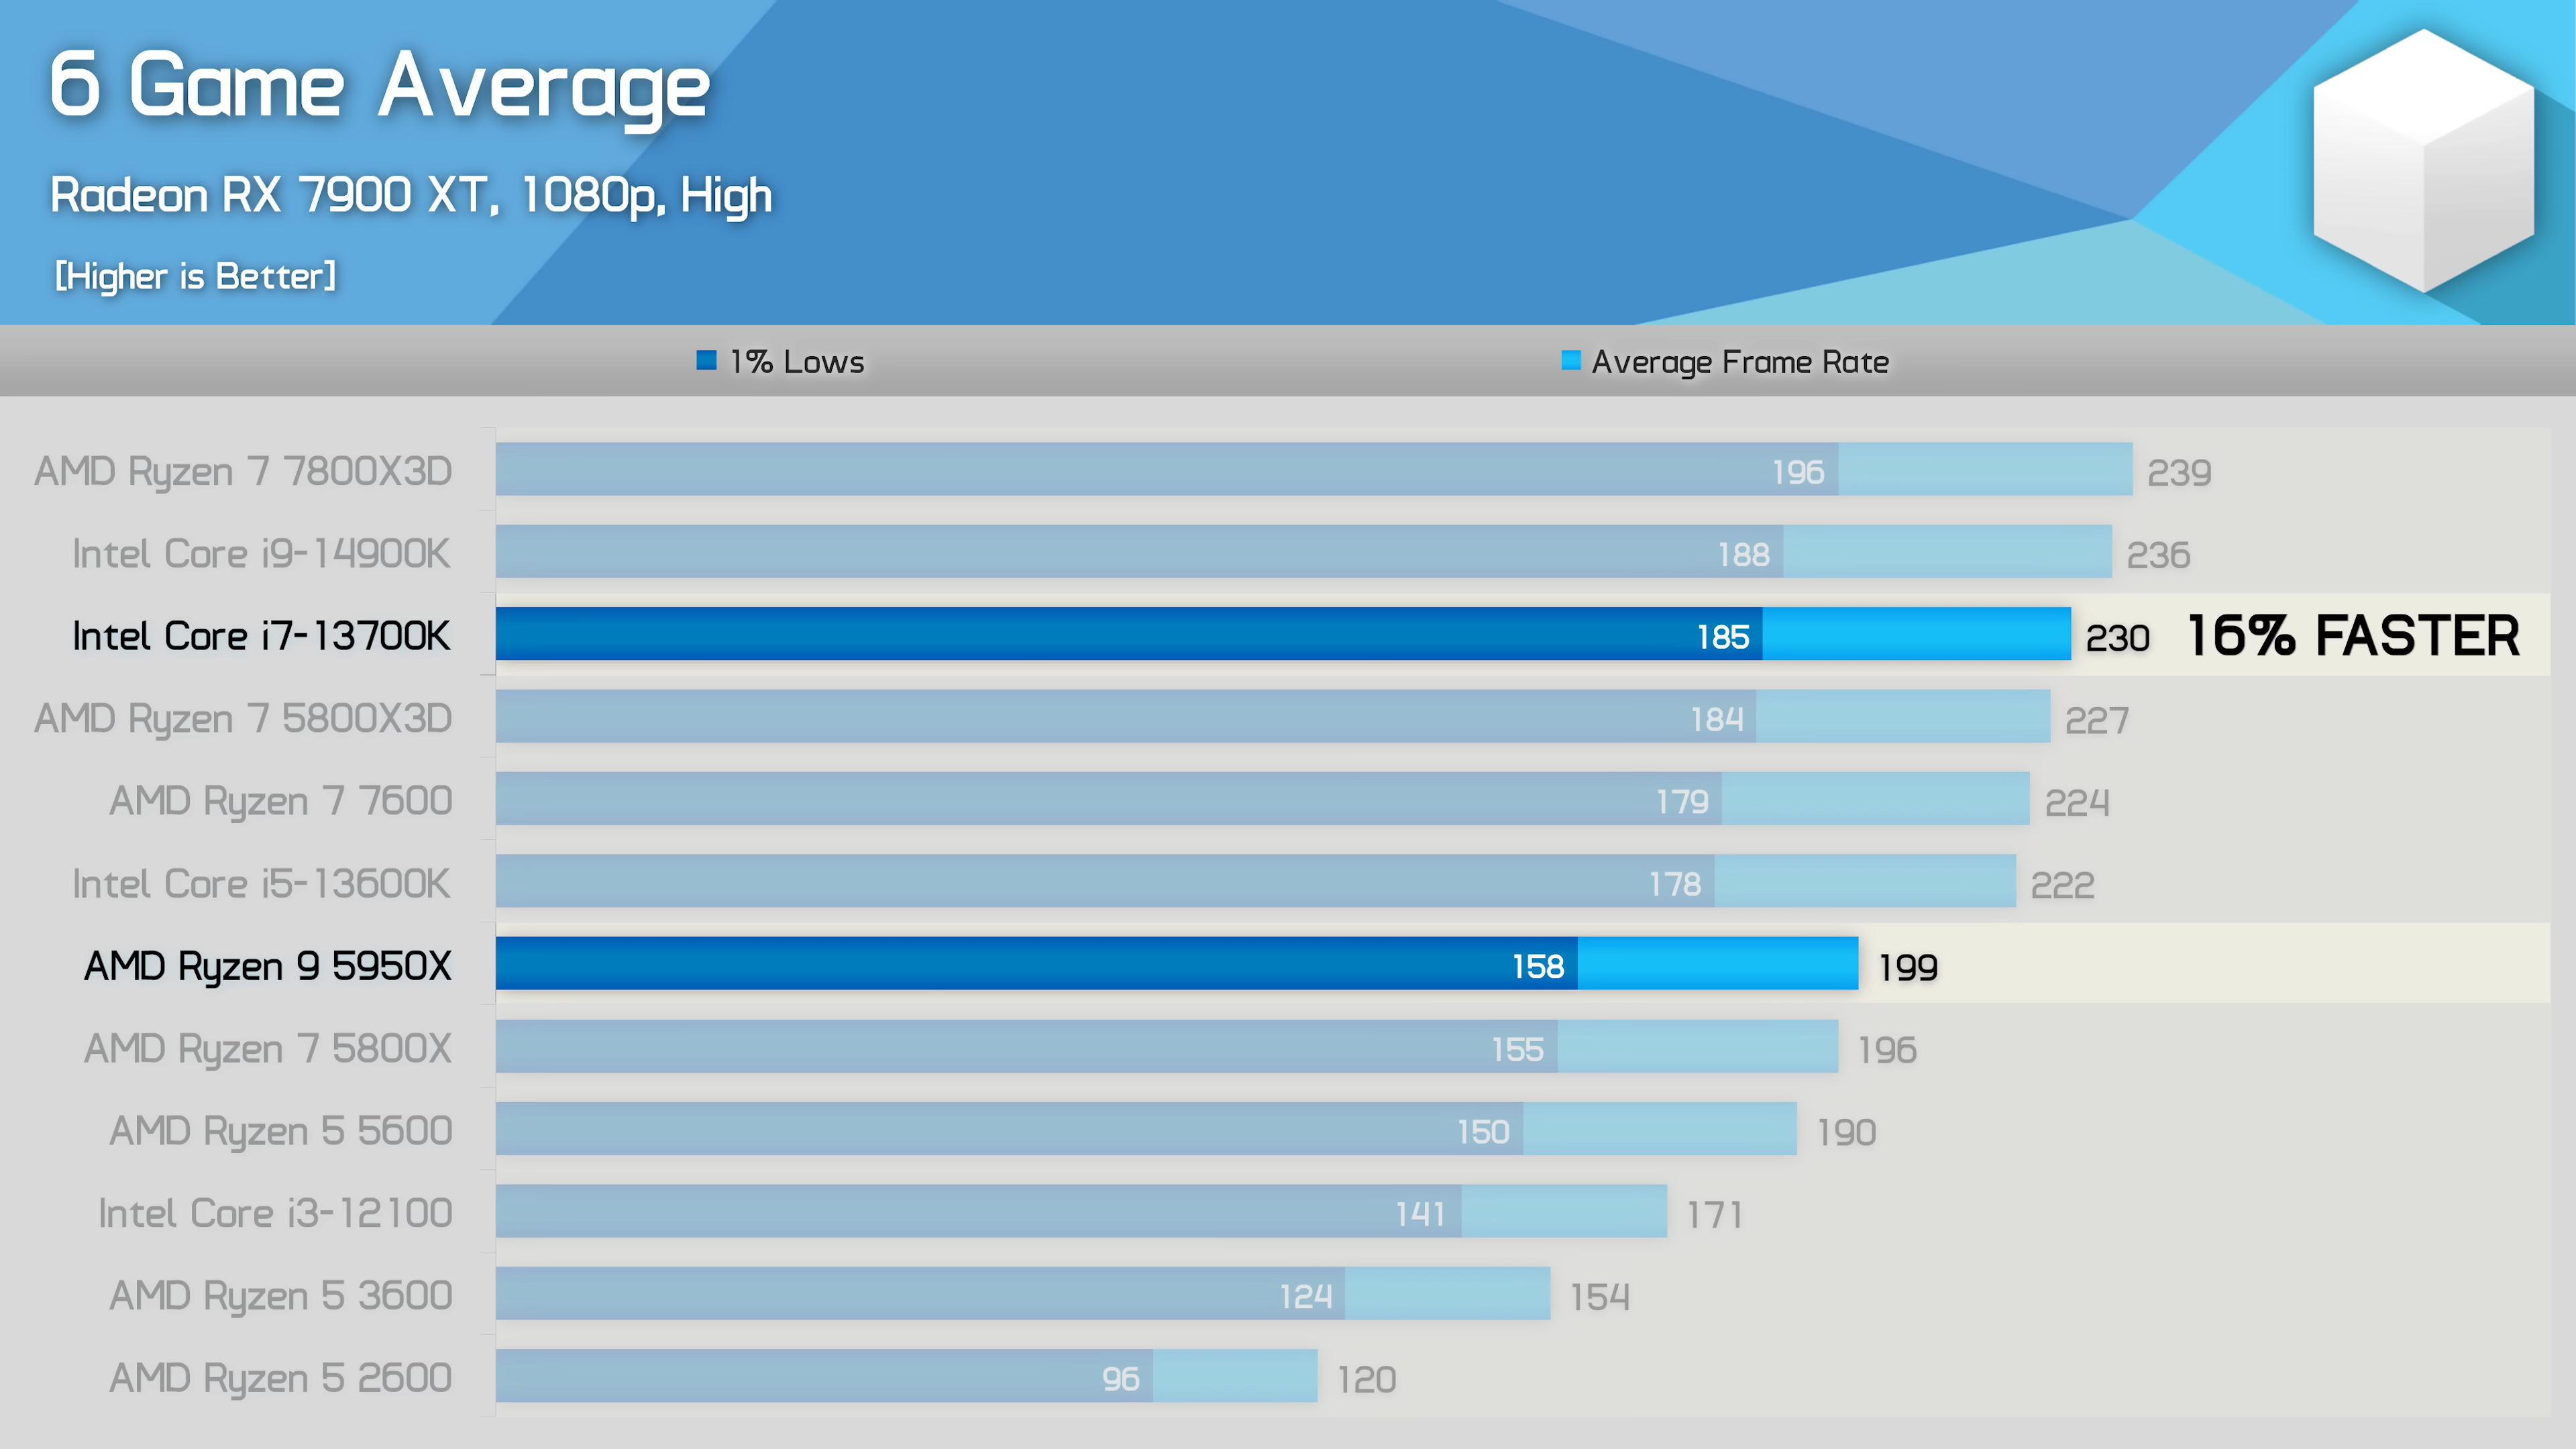 6 Game Average
Radeon RX 7900 XT, 1080p, High
[Higher is Better]
1% Lows Average Frame Rate
AMD Ryzen 7 7800X3D 196 239
Intel Core i9-14900K 188 236
Intel Core i7-13700K 185 230 16% FASTER
AMD Ryzen 7 5800X3D 184 227
AMD Ryzen 7 7600 179 224
Intel Core i5-13600K 178 222
AMD Ryzen 9 5950X 158 199
AMD Ryzen 7 5800X 155 196
AMD Ryzen 5 5600 150 190
Intel Core i3-12100 141 171
AMD Ryzen 5 3600 124 154
AMD Ryzen 5 2600 96 120